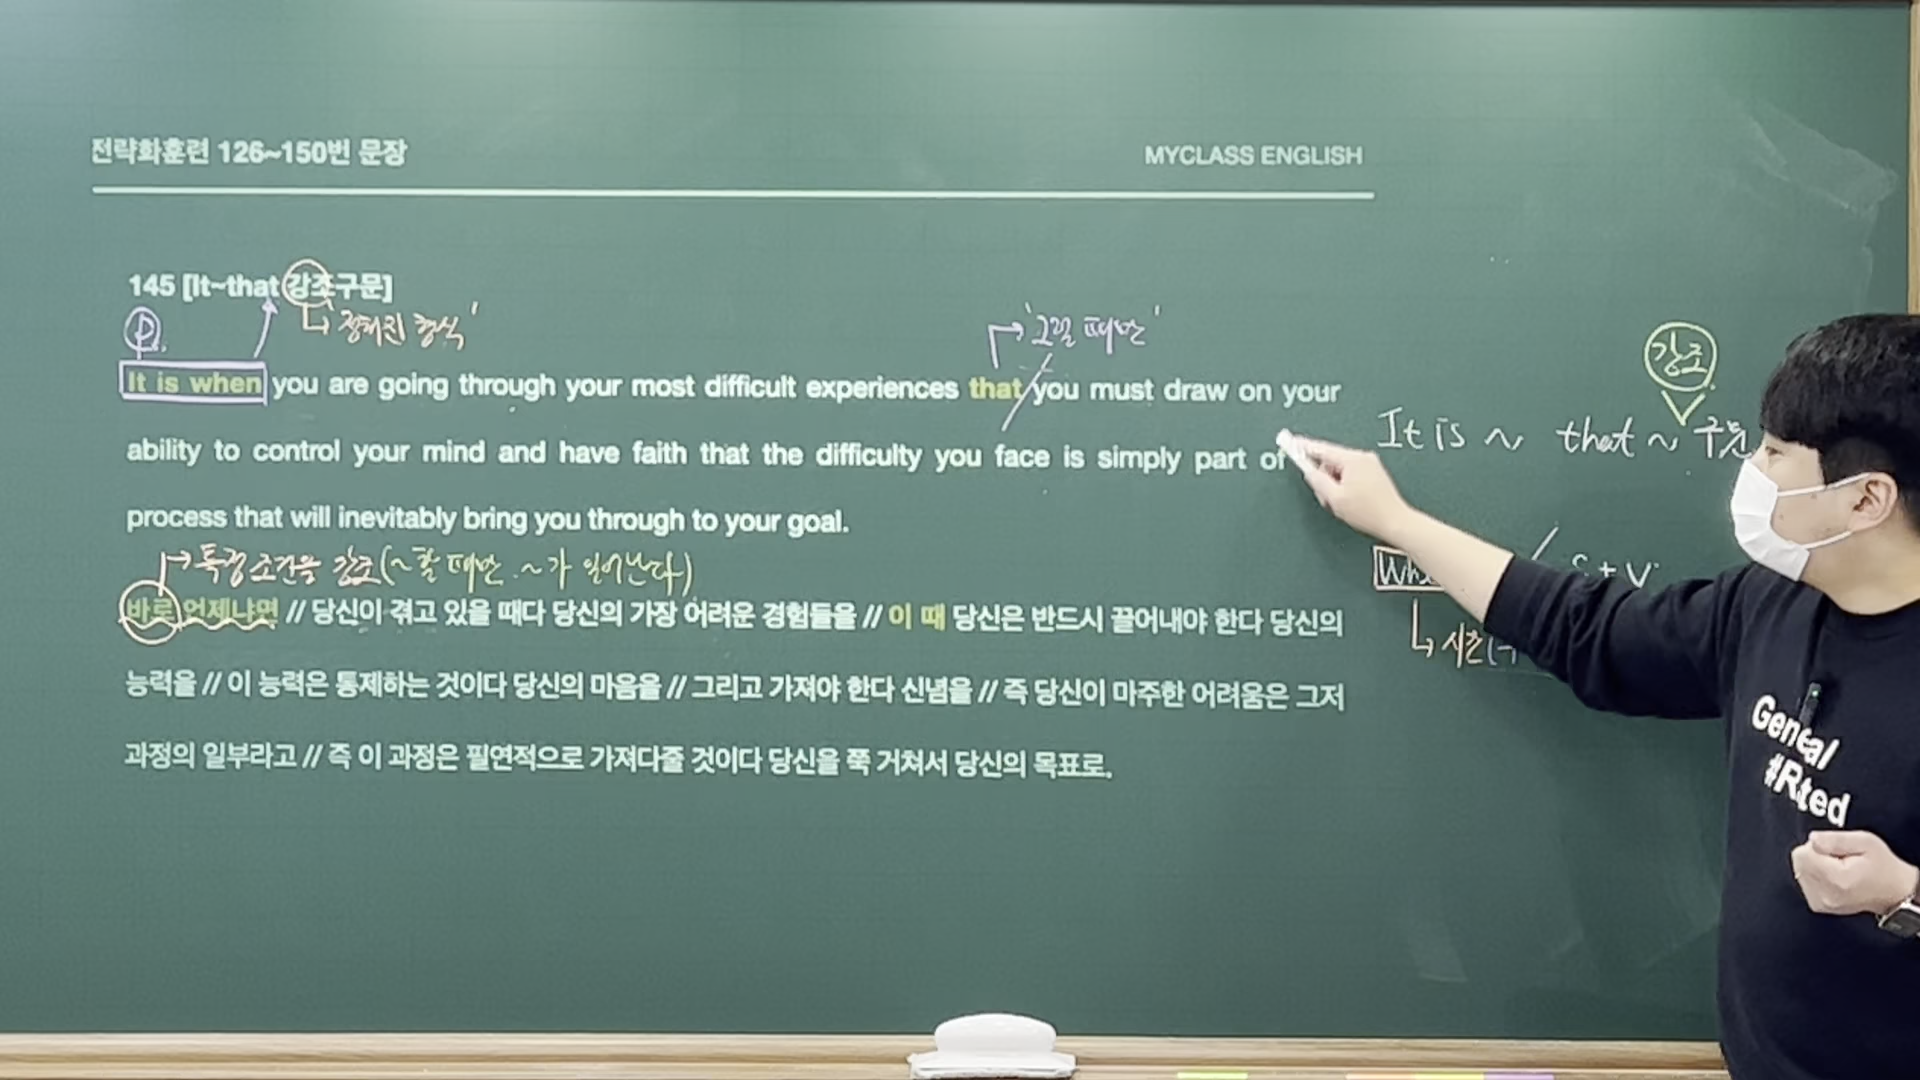 전략화훈련 126~150번 문장
MYCLASS ENGLISH
145 [It~that 강조구문]
정해진 형식'
'그럴 때만'
It is when you are going through your most difficult experiences that you must draw on your
ability to control your mind and have faith that the difficulty you face is simply part of
process that will inevitably bring you through to your goal.
특정 조건을 강조(~할 때만 ~가 일어난다)
바로 언제냐면 // 당신이 겪고 있을 때다 당신의 가장 어려운 경험들을 // 이 때 당신은 반드시 끌어내야 한다 당신의
능력을 // 이 능력은 통제하는 것이다 당신의 마음을 // 그리고 가져야 한다 신념을 // 즉 당신이 마주한 어려움은 그저
과정의 일부라고 // 즉 이 과정은 필연적으로 가져다줄 것이다 당신을 쭉 거쳐서 당신의 목표로.
강조
It is ~ that ~ 구문
S + V
General